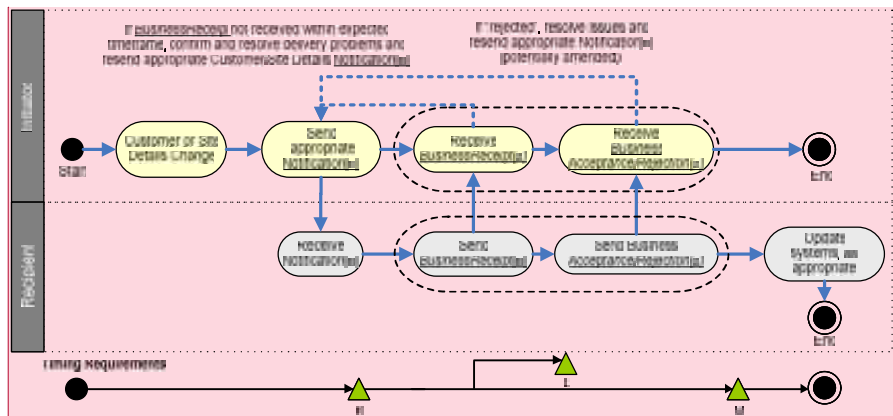 If BusinessReceipt not received within expected
timeframe, confirm and resolve delivery problems and
resend appropriate Customer/Site Details Notification[s]
If "rejected", resolve issues and
resend appropriate Notification[s]
(potentially amended)
Initiator
Start
Customer or Site
Details Change
Send
appropriate
Notification[s]
Receive
BusinessReceipt[s]
Receive
Business
Acceptance/Rejection[s]
End
Recipient
Receive
Notification[s]
Send
BusinessReceipt[s]
Send Business
Acceptance/Rejection[s]
Update
systems, as
appropriate
End
Timing Requirements
L
M